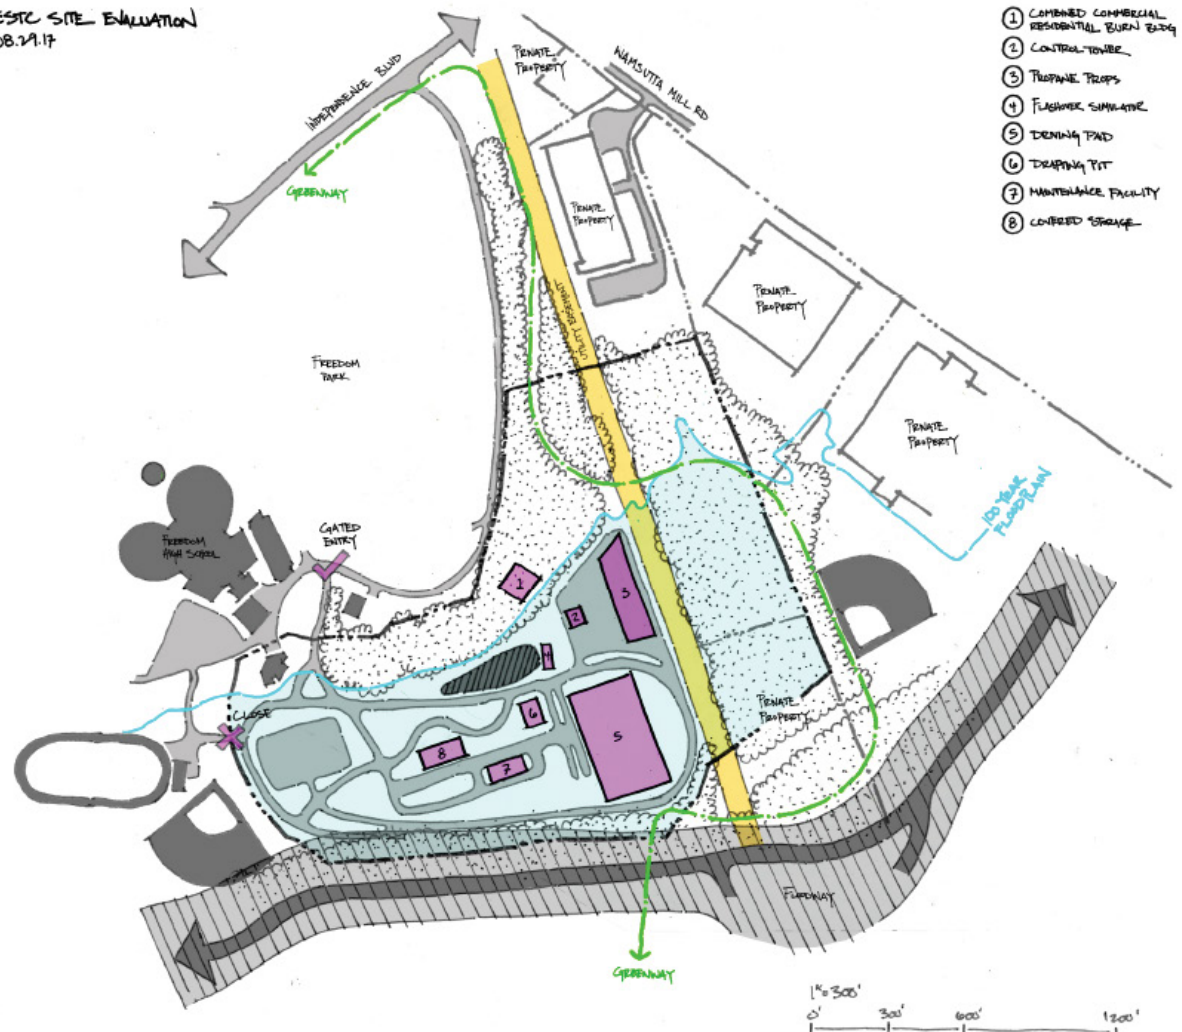 ESTC SITE EVALUATION
08.29.17
1 COMBINED COMMERCIAL
RESIDENTIAL BURN BLDG
2 CONTROL TOWER
3 PROPANE PROPS
4 FLASHOVER SIMULATOR
5 DRIVING PAD
6 DRAFTING PIT
7 MAINTENANCE FACILITY
8 COVERED STORAGE
INDEPENDENCE BLVD
PRIVATE
PROPERTY
WAMSUTTA MILL RD
GREENWAY
PRIVATE
PROPERTY
UTILITY EASEMENT
PRIVATE
PROPERTY
FREEDOM
PARK
PRIVATE
PROPERTY
100 YEAR
FLOODPLAIN
GATED
ENTRY
FREEDOM
HIGH SCHOOL
1
2
3
4
CLOSE
6
5
8
7
PRIVATE
PROPERTY
FLOODWAY
GREENWAY
1"=300'
0'
300'
600'
1200'